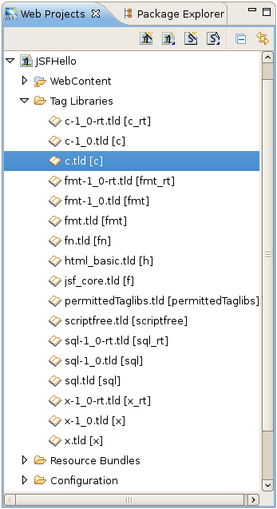 Web Projects
Package Explorer
JSFHello
WebContent
Tag Libraries
c-1_0-rt.tld [c_rt]
c-1_0.tld [c]
c.tld [c]
fmt-1_0-rt.tld [fmt_rt]
fmt-1_0.tld [fmt]
fmt.tld [fmt]
fn.tld [fn]
html_basic.tld [h]
jsf_core.tld [f]
permittedTaglibs.tld [permittedTaglibs]
scriptfree.tld [scriptfree]
sql-1_0-rt.tld [sql_rt]
sql-1_0.tld [sql]
sql.tld [sql]
x-1_0-rt.tld [x_rt]
x-1_0.tld [x]
x.tld [x]
Resource Bundles
Configuration